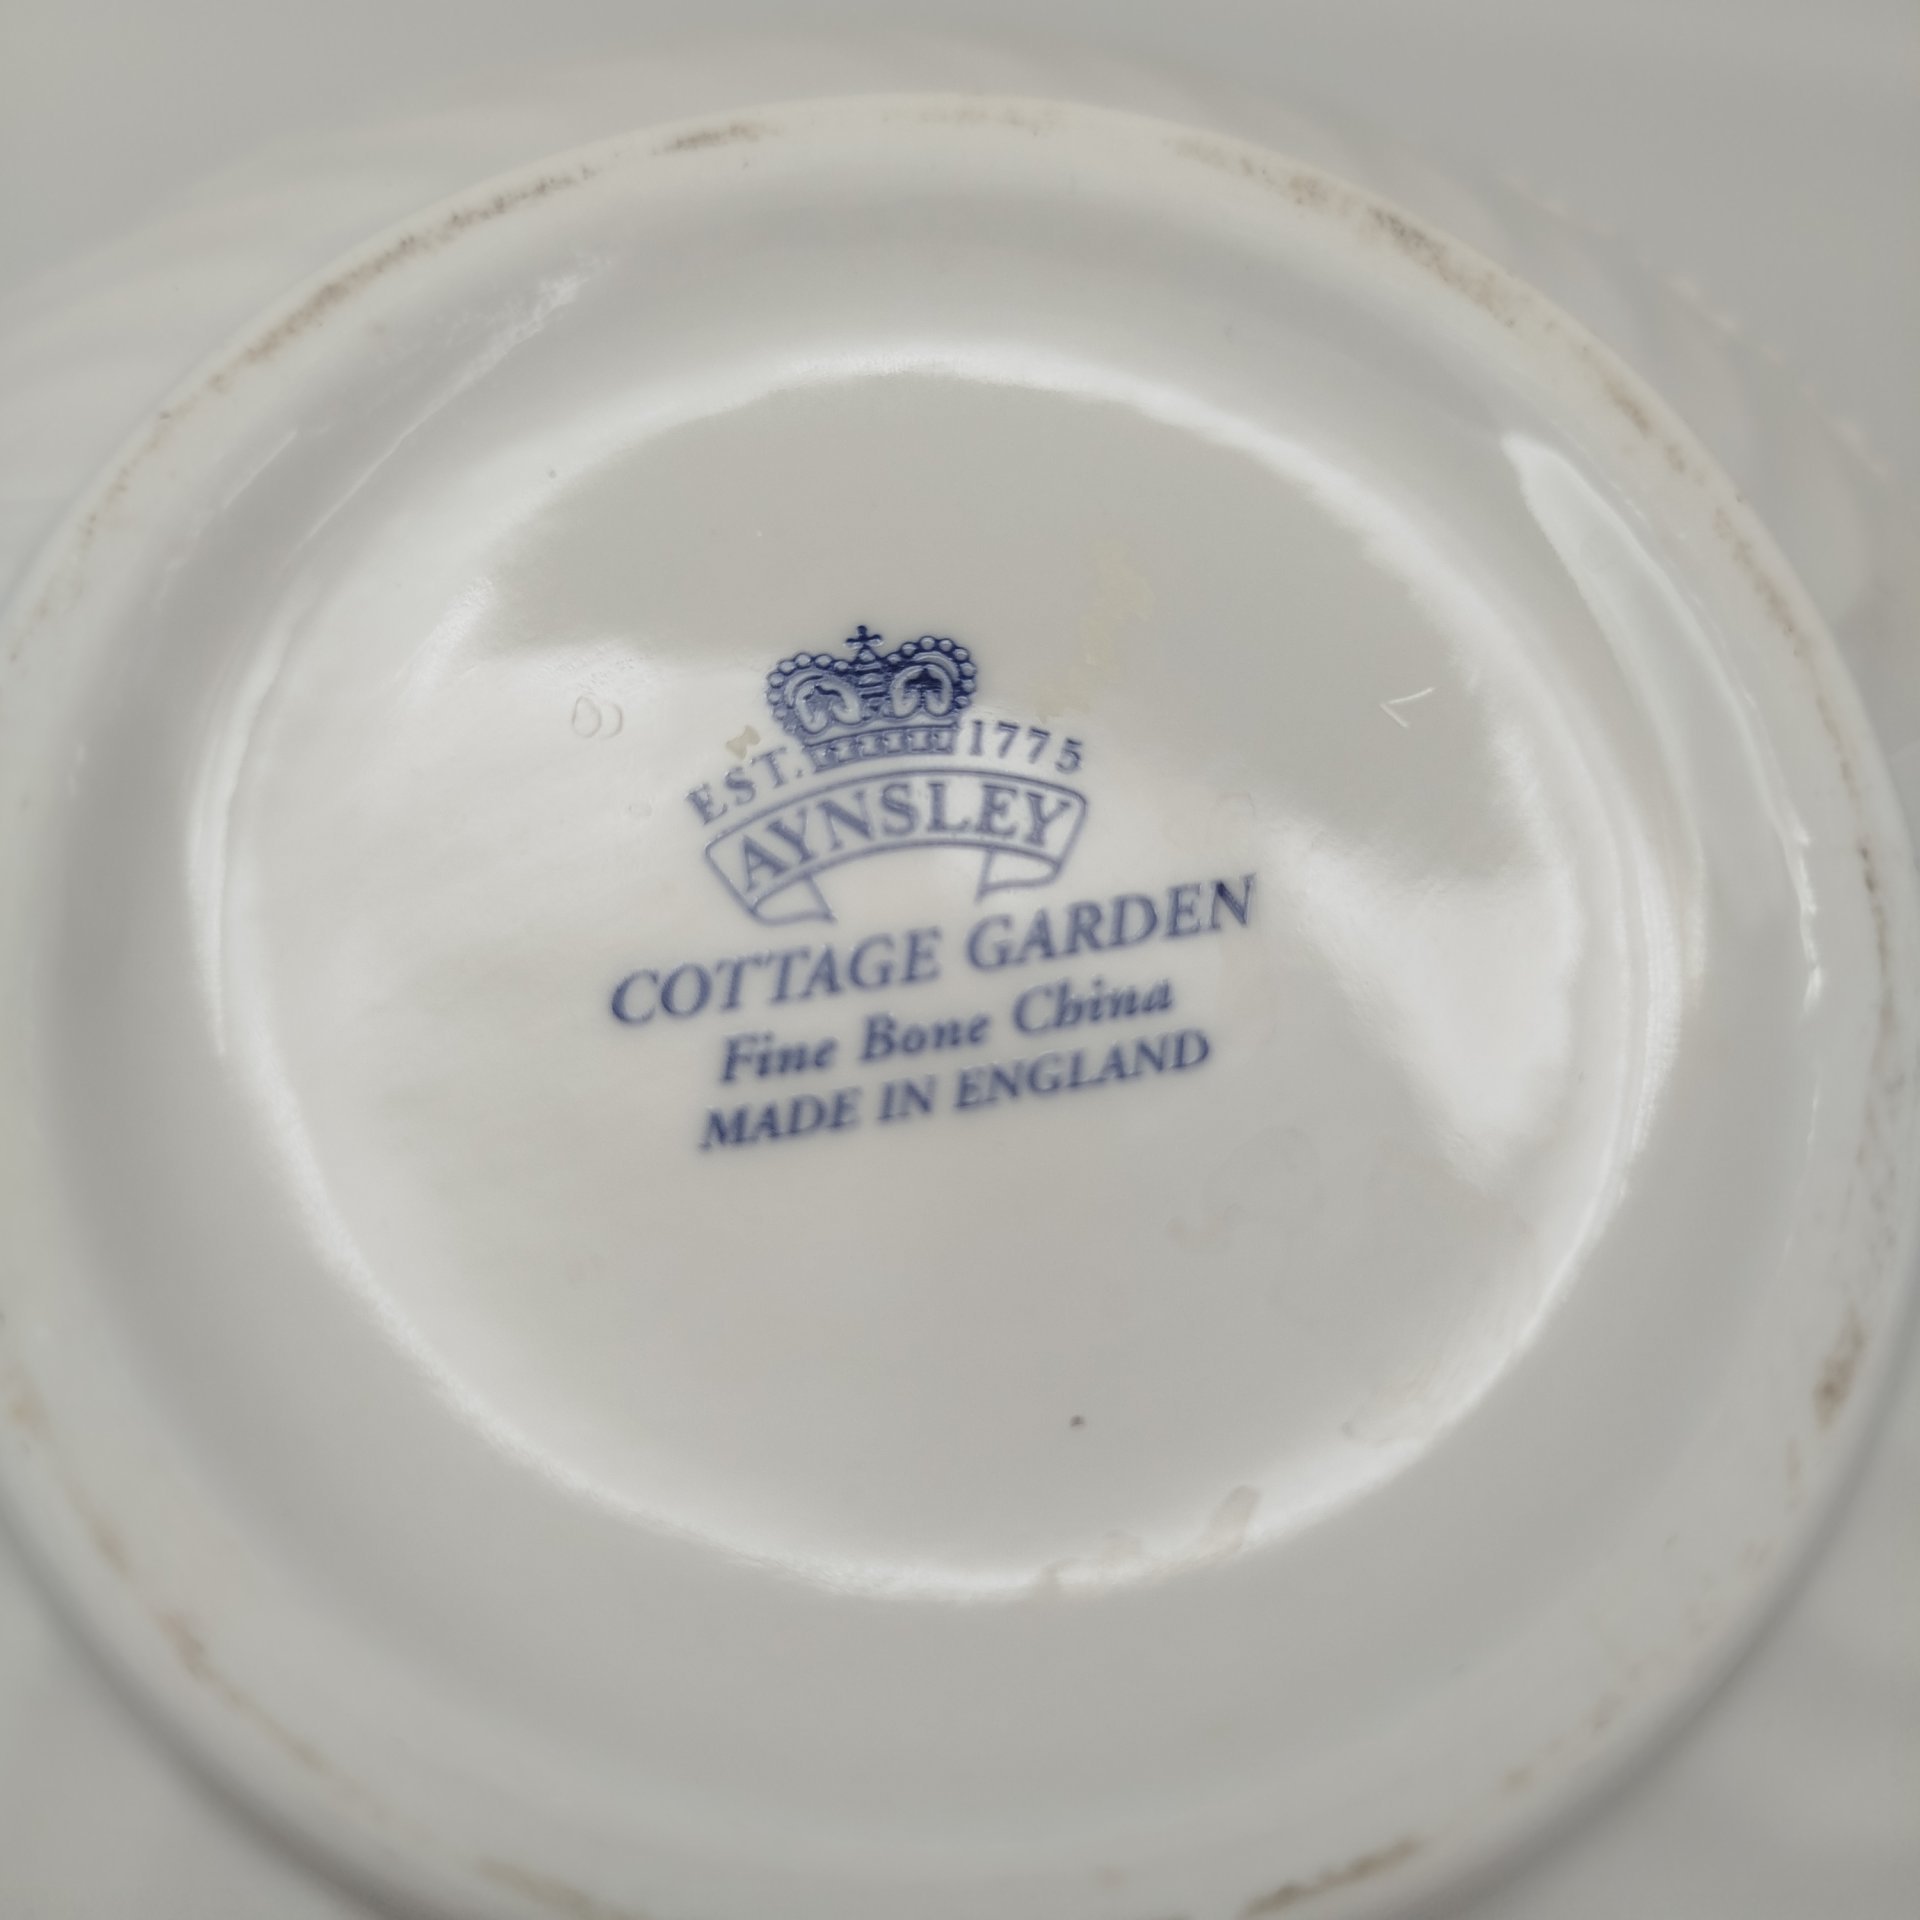 EST. 1775
AYNSLEY
COTTAGE GARDEN
Fine Bone China
MADE IN ENGLAND